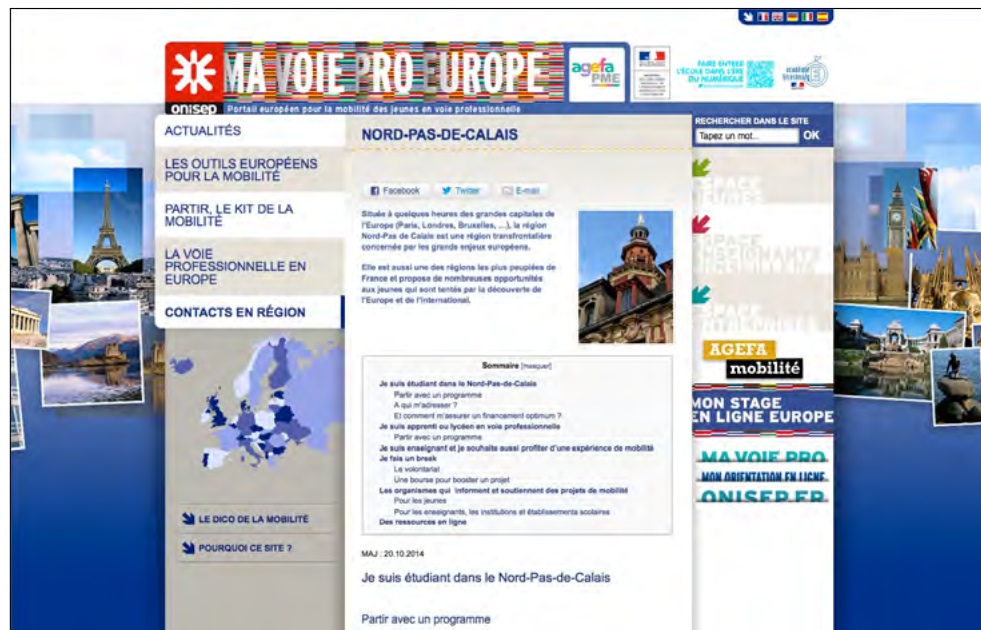 MA VOIE PRO EUROPE
onisep
Portail européen pour la mobilité des jeunes en voie professionnelle
agefa
PME
FAIRE ENTRER
L'ÉCOLE DANS L'ÈRE
DU NUMÉRIQUE
ACTUALITÉS
LES OUTILS EUROPÉENS
POUR LA MOBILITÉ
PARTIR, LE KIT DE LA
MOBILITÉ
LA VOIE
PROFESSIONNELLE EN
EUROPE
CONTACTS EN RÉGION
LE DICO DE LA MOBILITÉ
POURQUOI CE SITE ?
NORD-PAS-DE-CALAIS
Facebook
Twitter
E-mail
Située à quelques heures des grandes capitales de
l'Europe (Paris, Londres, Bruxelles, ...), la région
Nord-Pas de Calais est une région transfrontalière
concernée par les grands enjeux européens.
Elle est aussi une des régions les plus peuplées de
France et propose de nombreuses opportunités
aux jeunes qui sont tentés par la découverte de
l'Europe et de l'International.
Sommaire [masquer]
Je suis étudiant dans le Nord-Pas-de-Calais
Partir avec un programme
A qui m'adresser ?
Et comment m'assurer un financement optimum ?
Je suis apprenti ou lycéen en voie professionnelle
Partir avec un programme
Je suis enseignant et je souhaite aussi profiter d'une expérience de mobilité
Je fais un break
Le volontariat
Une bourse pour booster un projet
Les organismes qui informent et soutiennent des projets de mobilité
Pour les jeunes
Pour les enseignants, les institutions et établissements scolaires
Des ressources en ligne
MAJ : 20.10.2014
Je suis étudiant dans le Nord-Pas-de-Calais
Partir avec un programme
RECHERCHER DANS LE SITE
Tapez un mot... OK
ESPACE
JEUNES
ESPACE
ENSEIGNANTS
ESPACE
AGEFA
mobilité
MON STAGE
EN LIGNE EUROPE
MA VOIE PRO
MON ORIENTATION EN LIGNE
ONISEP.FR